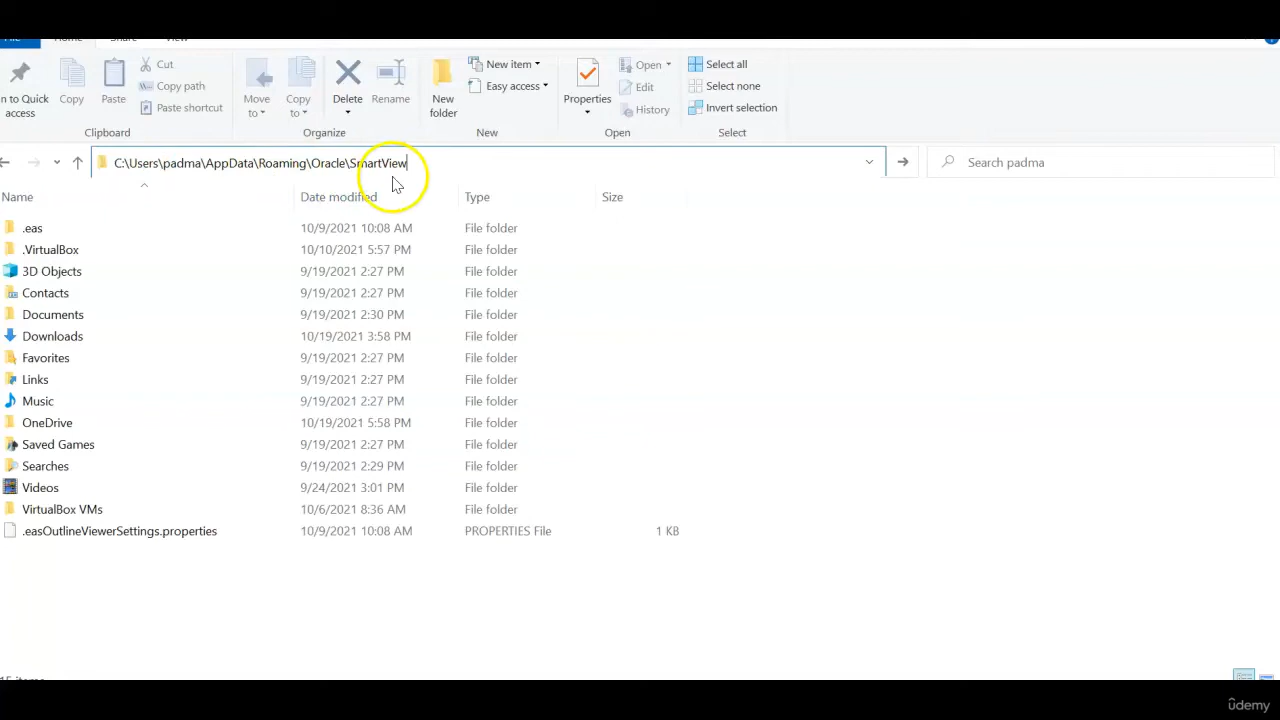 File Home Share View
Cut
Copy path
Paste shortcut
n to Quick access
Copy
Paste
Clipboard
Move to
Copy to
Delete
Rename
Organize
New folder
New item
Easy access
New
Properties
Open
Edit
History
Open
Select all
Select none
Invert selection
Select
C:\Users\padma\AppData\Roaming\Oracle\SmartView
Search padma
Name Date modified Type Size
.eas 10/9/2021 10:08 AM File folder
.VirtualBox 10/10/2021 5:57 PM File folder
3D Objects 9/19/2021 2:27 PM File folder
Contacts 9/19/2021 2:27 PM File folder
Documents 9/19/2021 2:30 PM File folder
Downloads 10/19/2021 3:58 PM File folder
Favorites 9/19/2021 2:27 PM File folder
Links 9/19/2021 2:27 PM File folder
Music 9/19/2021 2:27 PM File folder
OneDrive 10/19/2021 5:58 PM File folder
Saved Games 9/19/2021 2:27 PM File folder
Searches 9/19/2021 2:29 PM File folder
Videos 9/24/2021 3:01 PM File folder
VirtualBox VMs 10/6/2021 8:36 AM File folder
.easOutlineViewerSettings.properties 10/9/2021 10:08 AM PROPERTIES File 1 KB
15 items
ûdemy